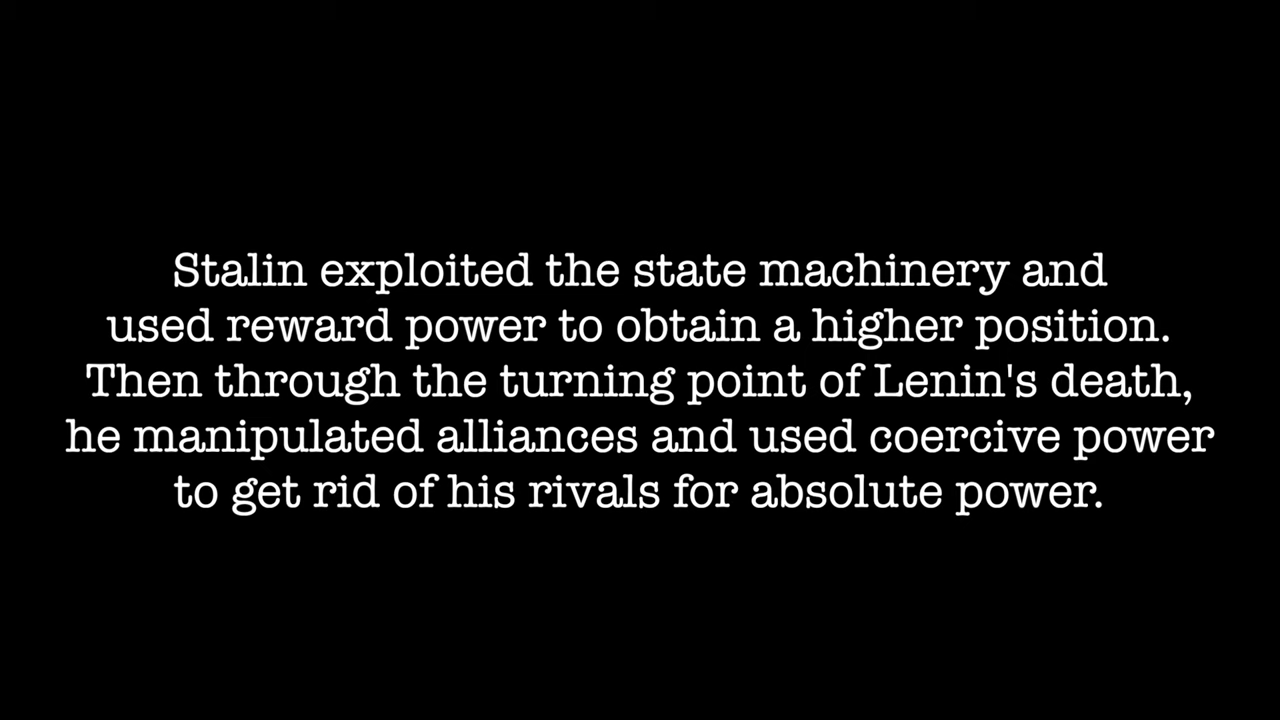 Stalin exploited the state machinery and
used reward power to obtain a higher position.
Then through the turning point of Lenin's death,
he manipulated alliances and used coercive power
to get rid of his rivals for absolute power.